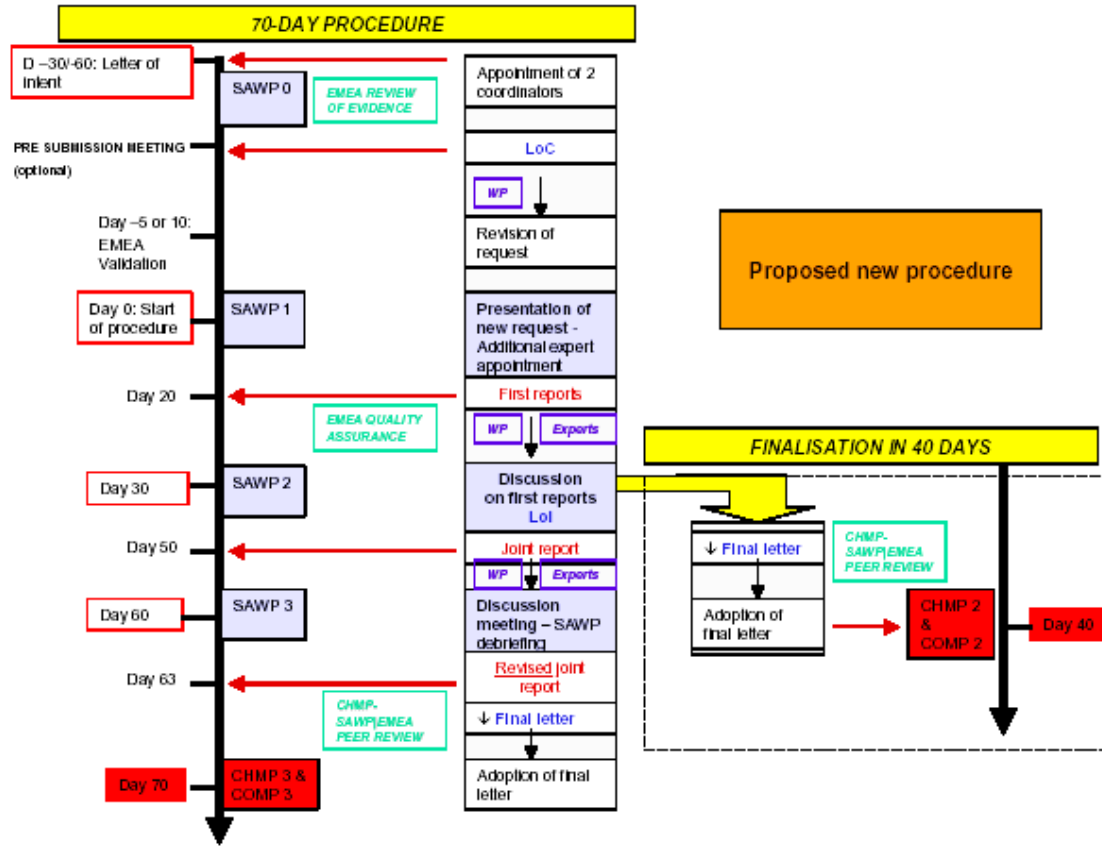 70-DAY PROCEDURE
D –30/-60: Letter of
intent
SAWP 0
EMEA REVIEW
OF EVIDENCE
Appointment of 2
coordinators
PRE SUBMISSION MEETING
(optional)
LoC
WP
Day –5 or 10:
EMEA
Validation
Revision of
request
Proposed new procedure
Day 0: Start
of procedure
SAWP 1
Presentation of
new request -
Additional expert
appointment
Day 20
First reports
EMEA QUALITY
ASSURANCE
WP
Experts
FINALISATION IN 40 DAYS
Day 30
SAWP 2
Discussion
on first reports
LoI
Day 50
Joint report
WP
Experts
↓ Final letter
CHMP-
SAWP|EMEA
PEER REVIEW
Day 60
SAWP 3
Discussion
meeting – SAWP
debriefing
Adoption of
final letter
CHMP 2
&
COMP 2
Day 40
Day 63
Revised joint
report
CHMP-
SAWP|EMEA
PEER REVIEW
↓ Final letter
Day 70
CHMP 3 &
COMP 3
Adoption of final
letter